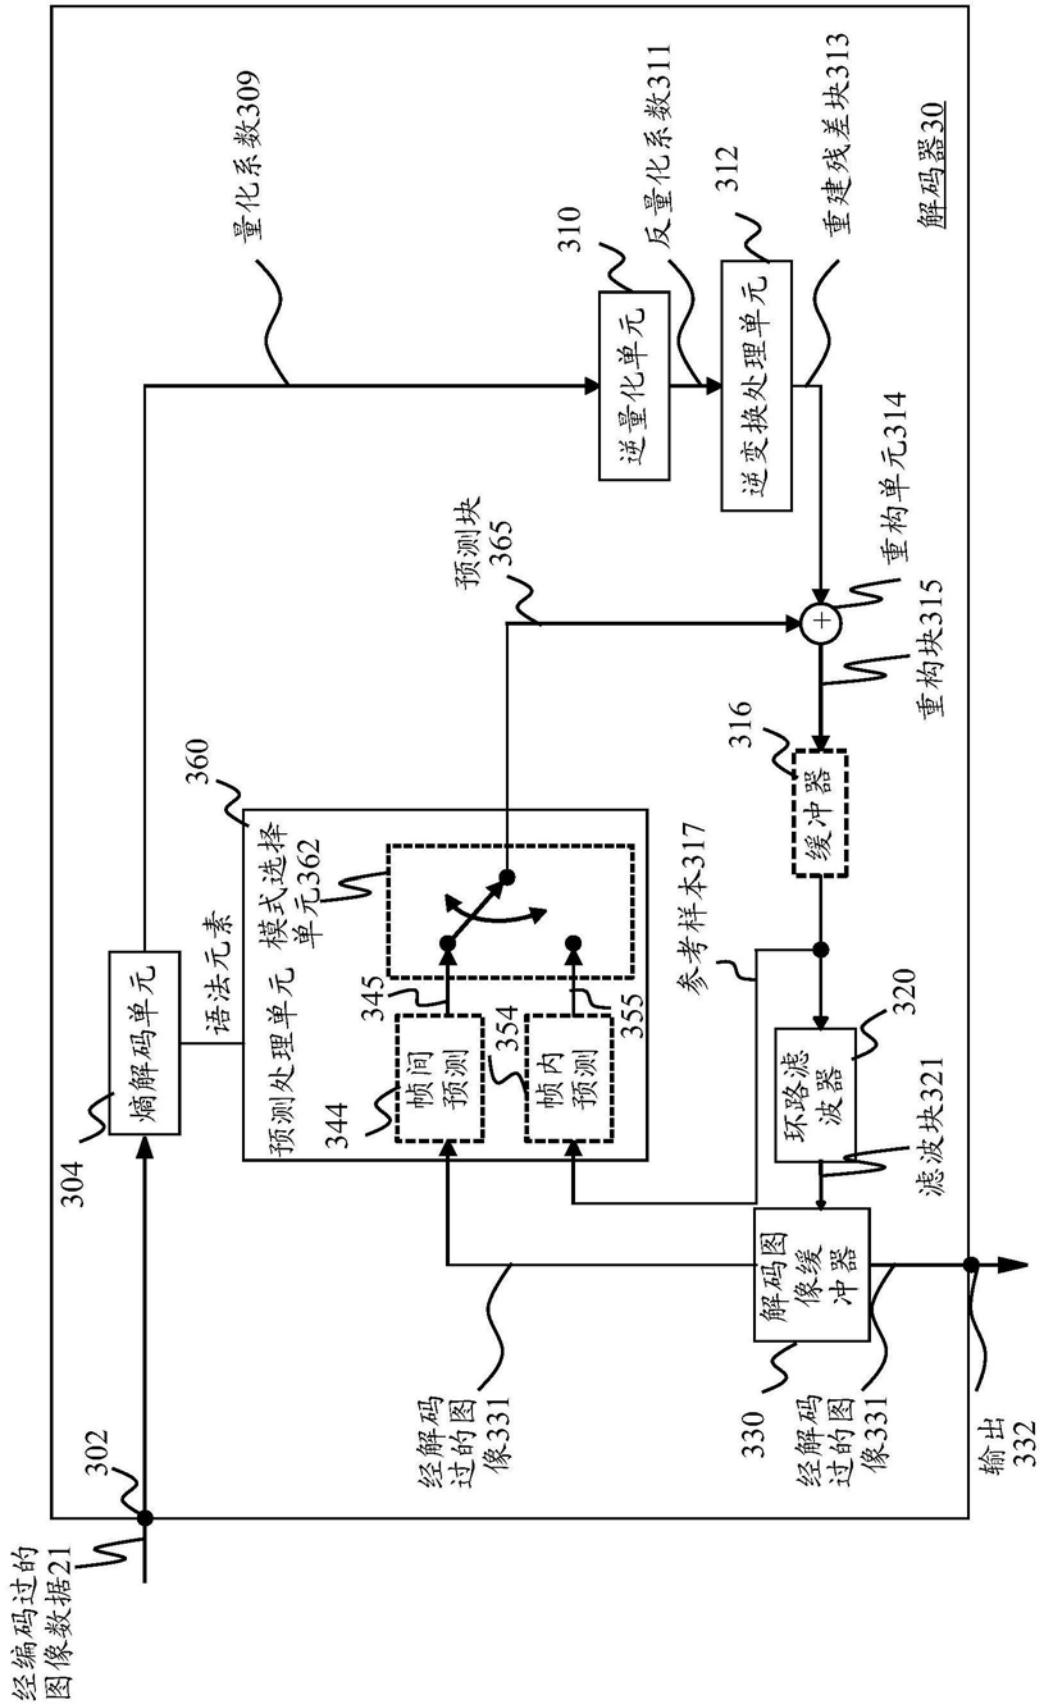 经编码过的
图像数据21
302
304
熵解码单元
语法元素
量化系数309
360
预测处理单元
模式选择
单元362
344
帧间
预测
345
354
帧内
预测
355
预测块
365
310
逆量化单元
反量化系数311
312
逆变换处理单元
重建残差块313
重构单元314
重构块315
316
缓冲器
参考样本317
320
环路滤
波器
滤波块321
解码图
像缓
冲器
330
经解码
过的图
像331
经解码
过的图
像331
输出
332
解码器30
+